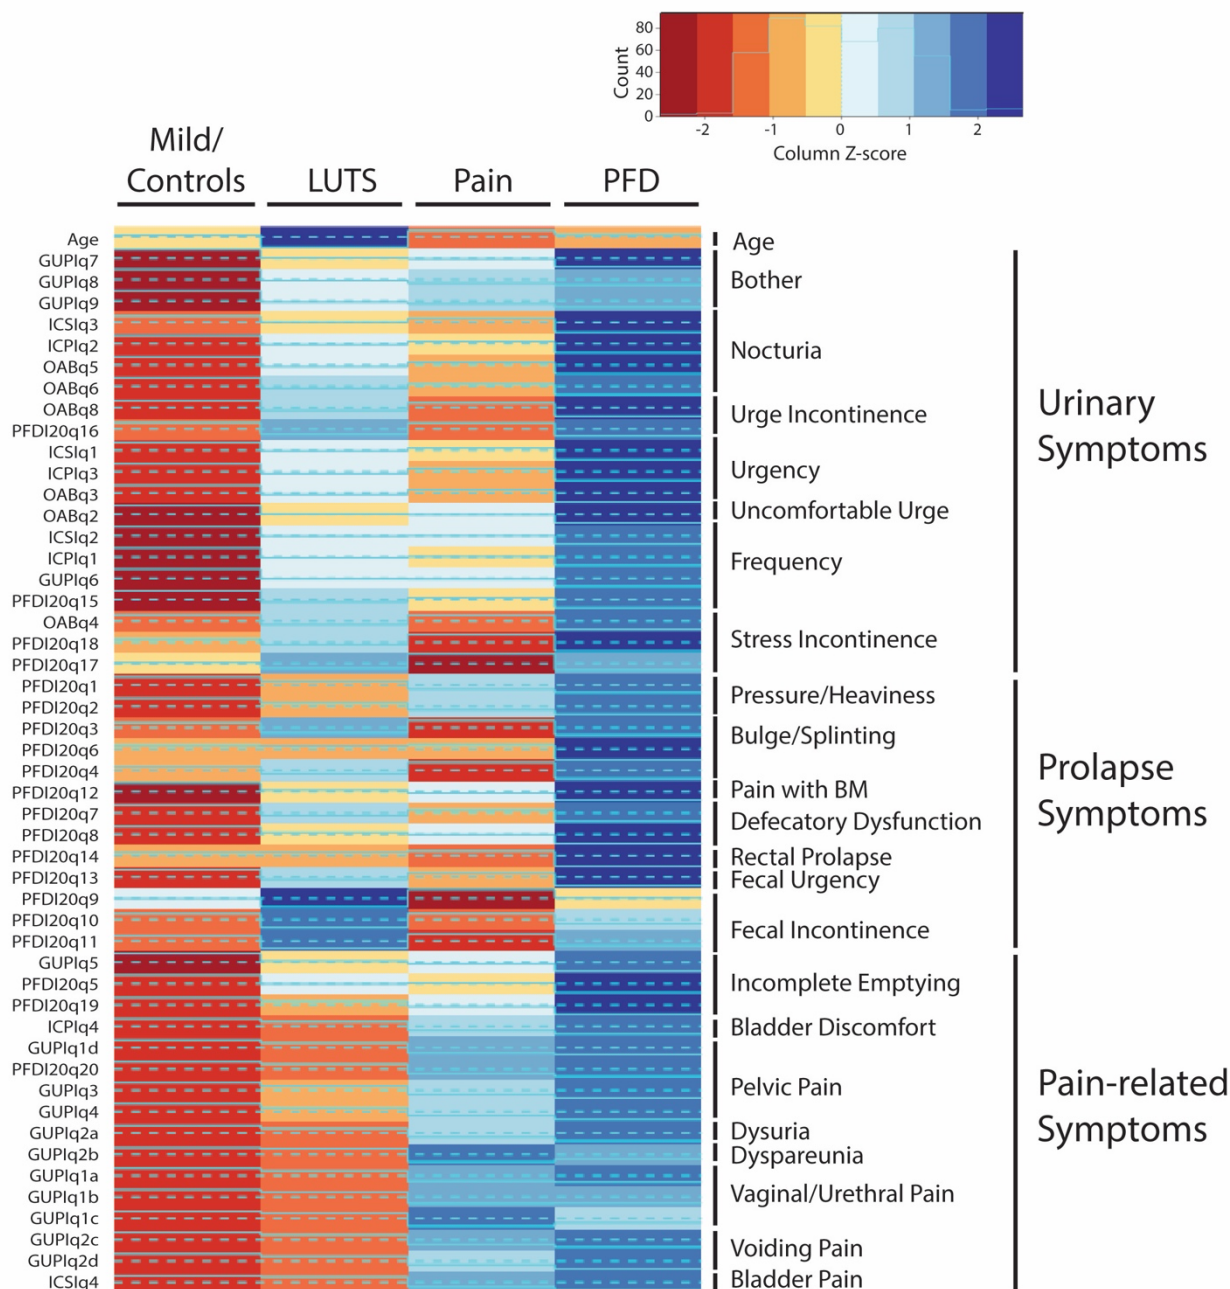 80
60
40
20
0
Count
-2 -1 0 1 2
Column Z-score
Mild/
Controls LUTS Pain PFD
Age Age
GUPIq7
GUPIq8 Bother
GUPIq9
ICSIq3
ICPIq2 Nocturia
OABq5
OABq6
OABq8 Urge Incontinence
PFDI20q16
ICSIq1
ICPIq3 Urgency
OABq3
OABq2 Uncomfortable Urge
ICSIq2
ICPIq1 Frequency
GUPIq6
PFDI20q15
OABq4
PFDI20q18 Stress Incontinence
PFDI20q17
Urinary
Symptoms
PFDI20q1 Pressure/Heaviness
PFDI20q2
PFDI20q3 Bulge/Splinting
PFDI20q6
PFDI20q4
PFDI20q12 Pain with BM
PFDI20q7 Defecatory Dysfunction
PFDI20q8
PFDI20q14 Rectal Prolapse
PFDI20q13 Fecal Urgency
PFDI20q9
PFDI20q10 Fecal Incontinence
PFDI20q11
Prolapse
Symptoms
GUPIq5
PFDI20q5 Incomplete Emptying
PFDI20q19
ICPIq4 Bladder Discomfort
GUPIq1d
PFDI20q20
GUPIq3 Pelvic Pain
GUPIq4
GUPIq2a Dysuria
GUPIq2b Dyspareunia
GUPIq1a
GUPIq1b Vaginal/Urethral Pain
GUPIq1c
GUPIq2c Voiding Pain
GUPIq2d
ICSIq4 Bladder Pain
Pain-related
Symptoms